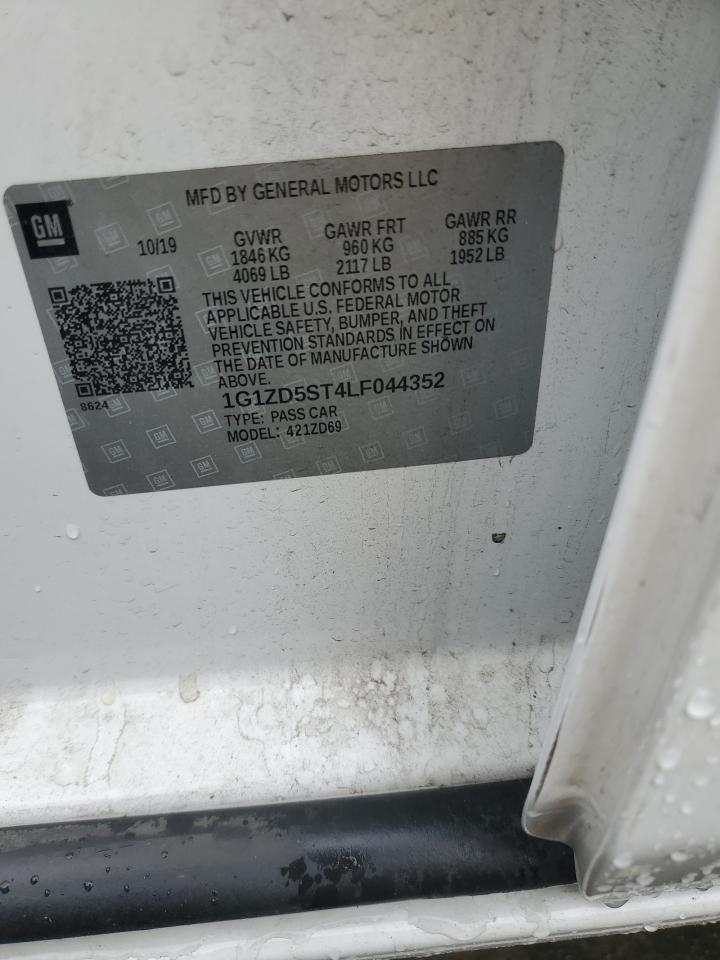 MFD BY GENERAL MOTORS LLC
GM
10/19 GVWR GAWR FRT GAWR RR
1846 KG 960 KG 885 KG
4069 LB 2117 LB 1952 LB
THIS VEHICLE CONFORMS TO ALL
APPLICABLE U.S. FEDERAL MOTOR
VEHICLE SAFETY, BUMPER, AND THEFT
PREVENTION STANDARDS IN EFFECT ON
THE DATE OF MANUFACTURE SHOWN
ABOVE.
8624
1G1ZD5ST4LF044352
TYPE: PASS CAR
MODEL: 421ZD69